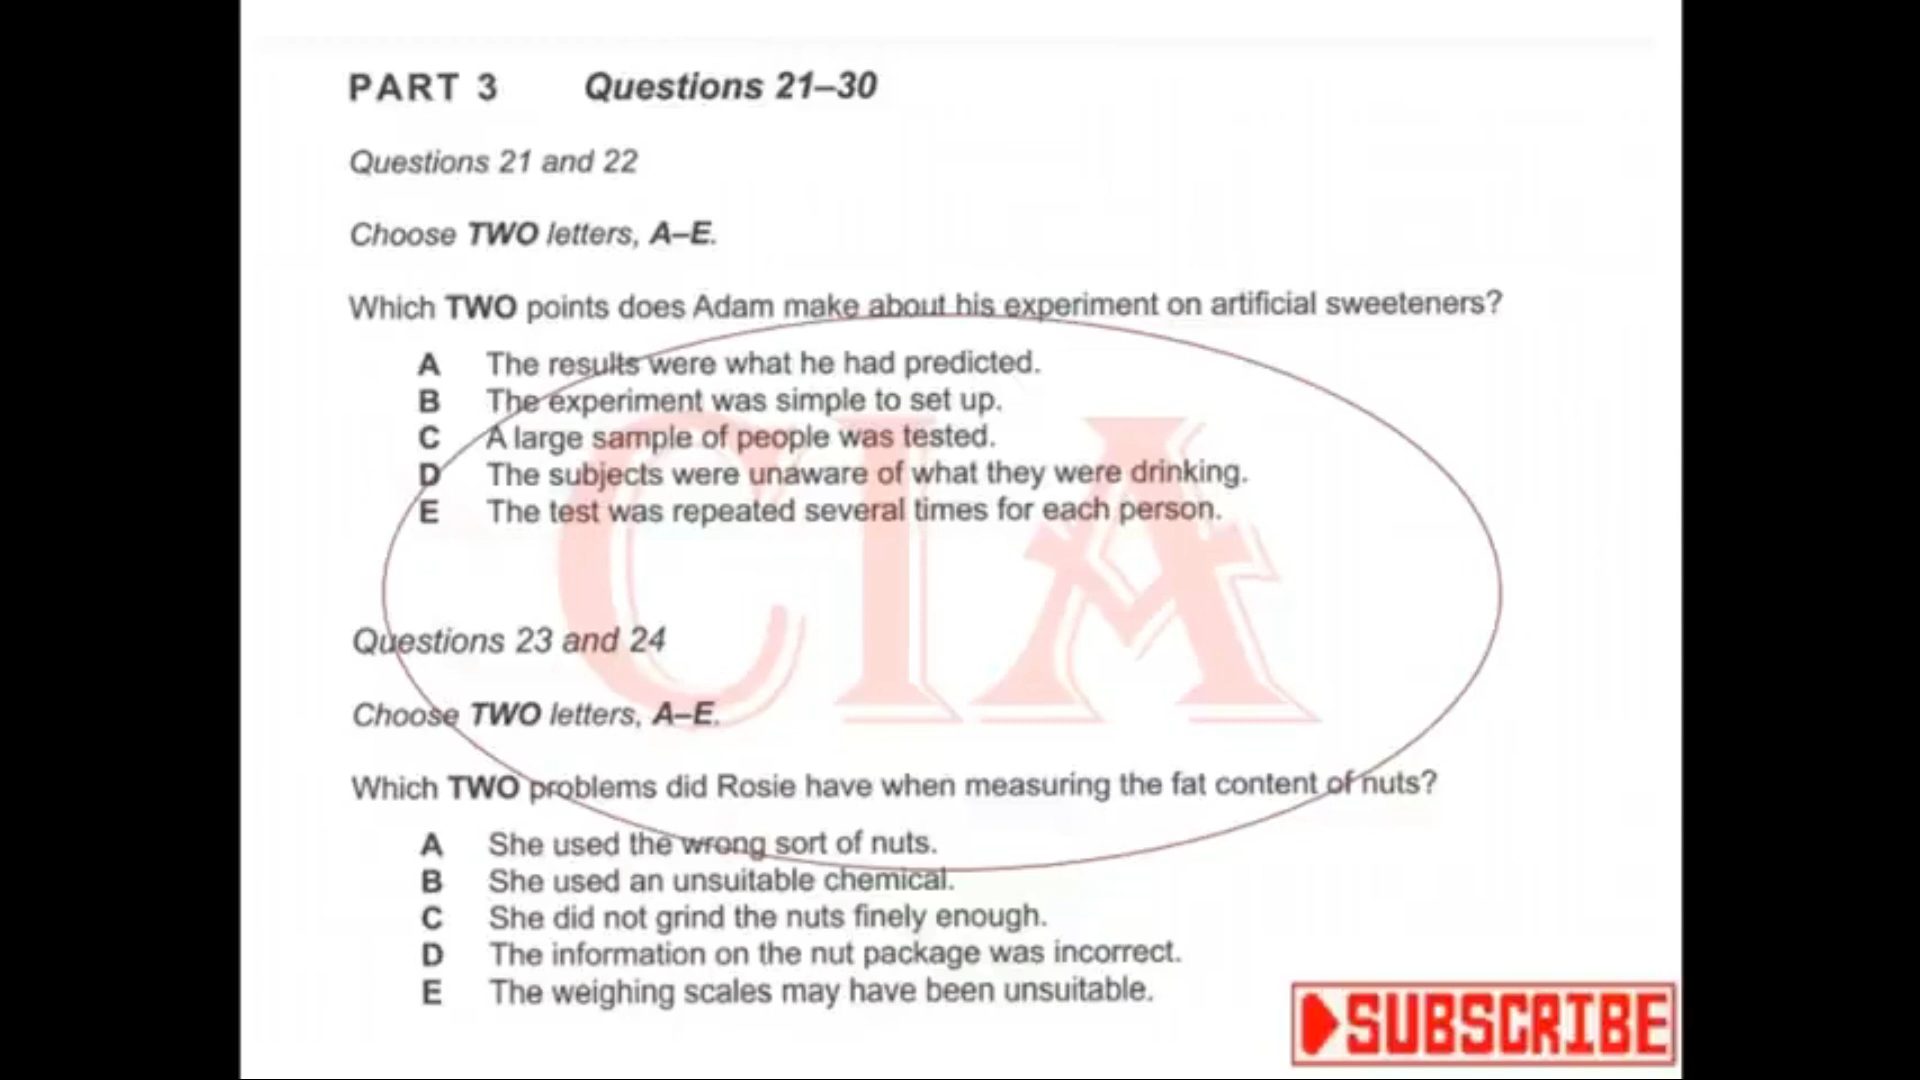 PART 3 Questions 21–30
Questions 21 and 22
Choose TWO letters, A–E.
Which TWO points does Adam make about his experiment on artificial sweeteners?
A The results were what he had predicted.
B The experiment was simple to set up.
C A large sample of people was tested.
D The subjects were unaware of what they were drinking.
E The test was repeated several times for each person.
CIA
Questions 23 and 24
Choose TWO letters, A–E.
Which TWO problems did Rosie have when measuring the fat content of nuts?
A She used the wrong sort of nuts.
B She used an unsuitable chemical.
C She did not grind the nuts finely enough.
D The information on the nut package was incorrect.
E The weighing scales may have been unsuitable.
SUBSCRIBE